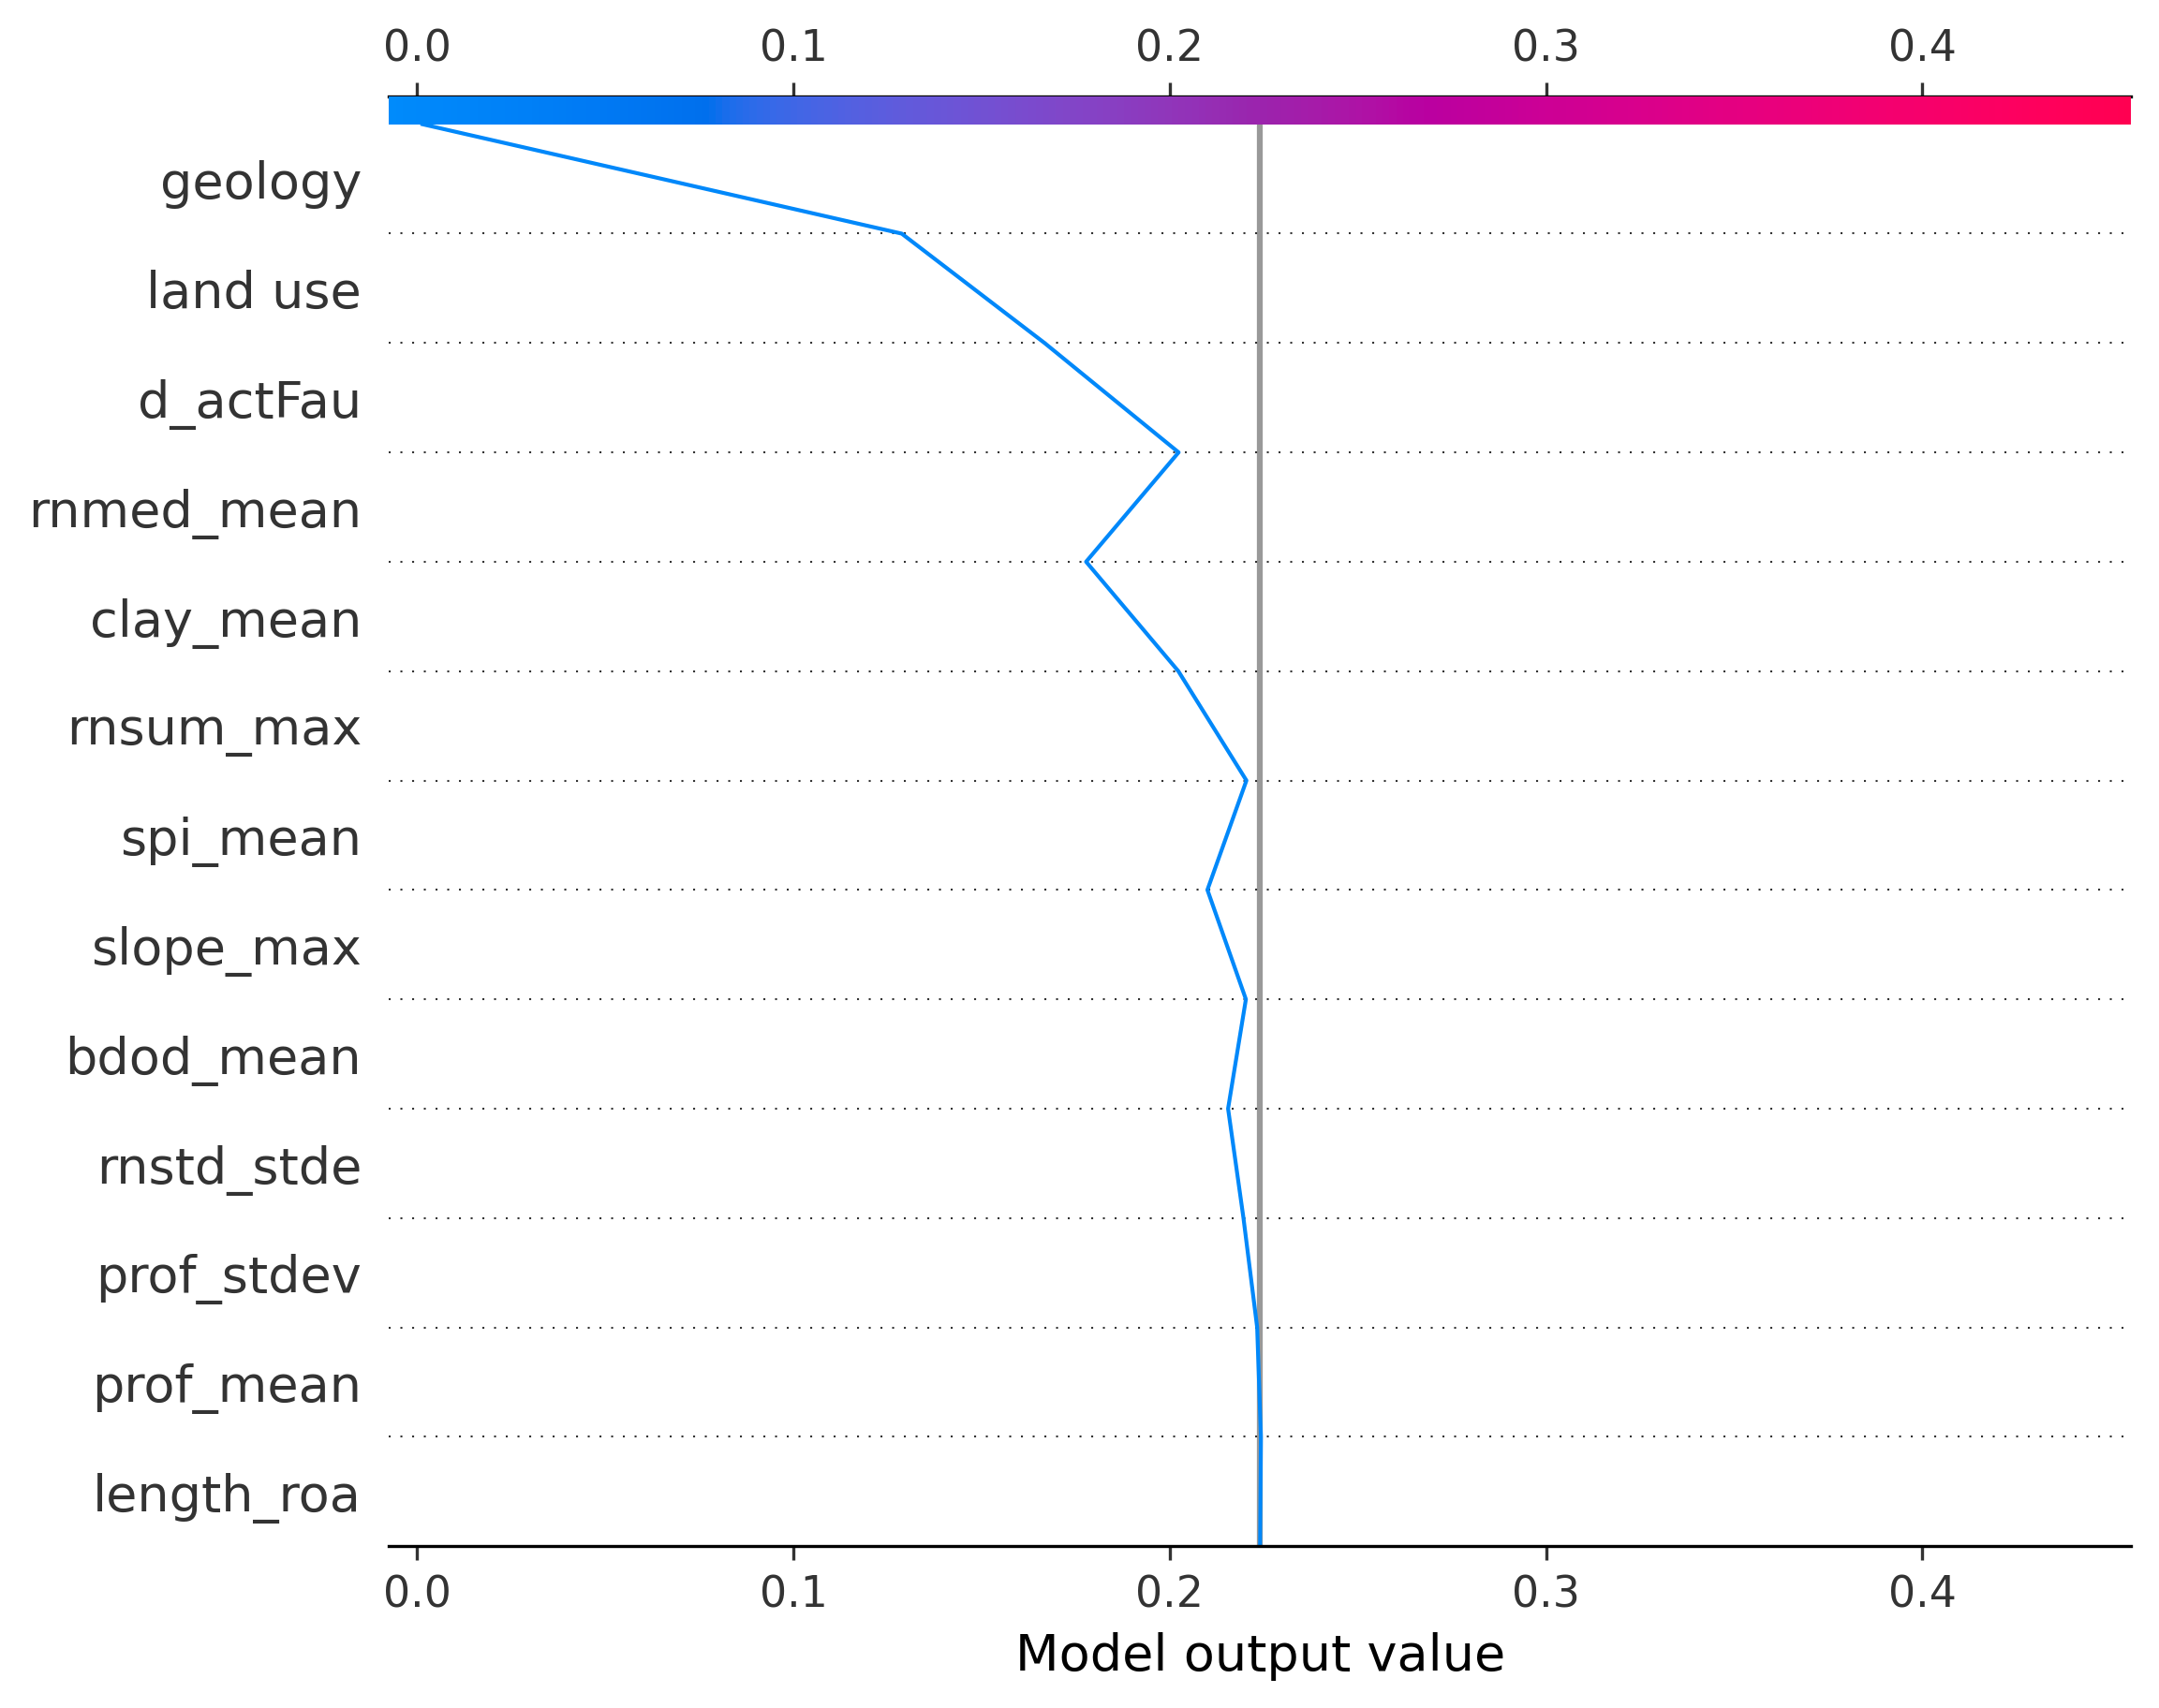 0.0 0.1 0.2 0.3 0.4
geology
land use
d_actFau
rnmed_mean
clay_mean
rnsum_max
spi_mean
slope_max
bdod_mean
rnstd_stde
prof_stdev
prof_mean
length_roa
0.0 0.1 0.2 0.3 0.4
Model output value